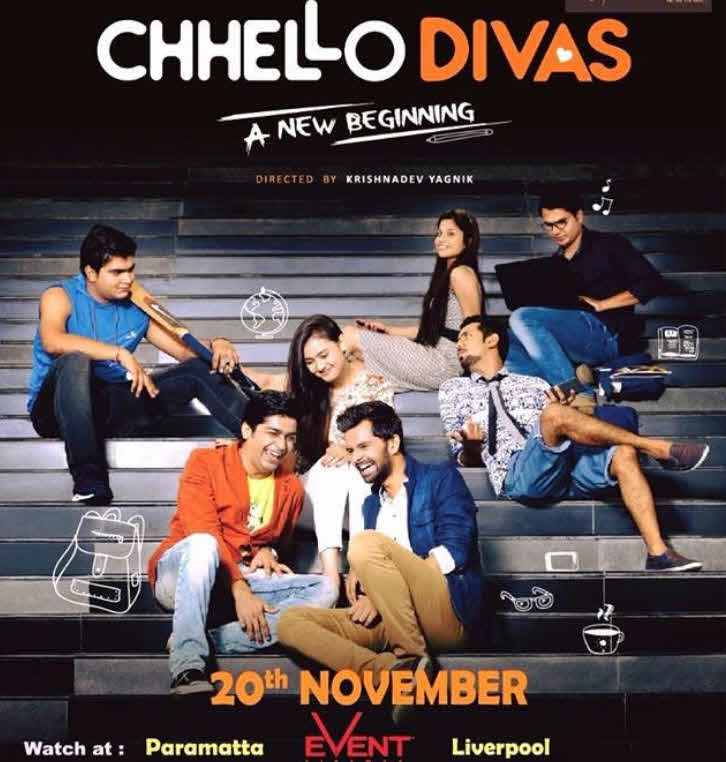 CHHELLO DIVAS
A NEW BEGINNING
DIRECTED BY KRISHNADEV YAGNIK
20th NOVEMBER
Watch at : Paramatta EVENT Liverpool